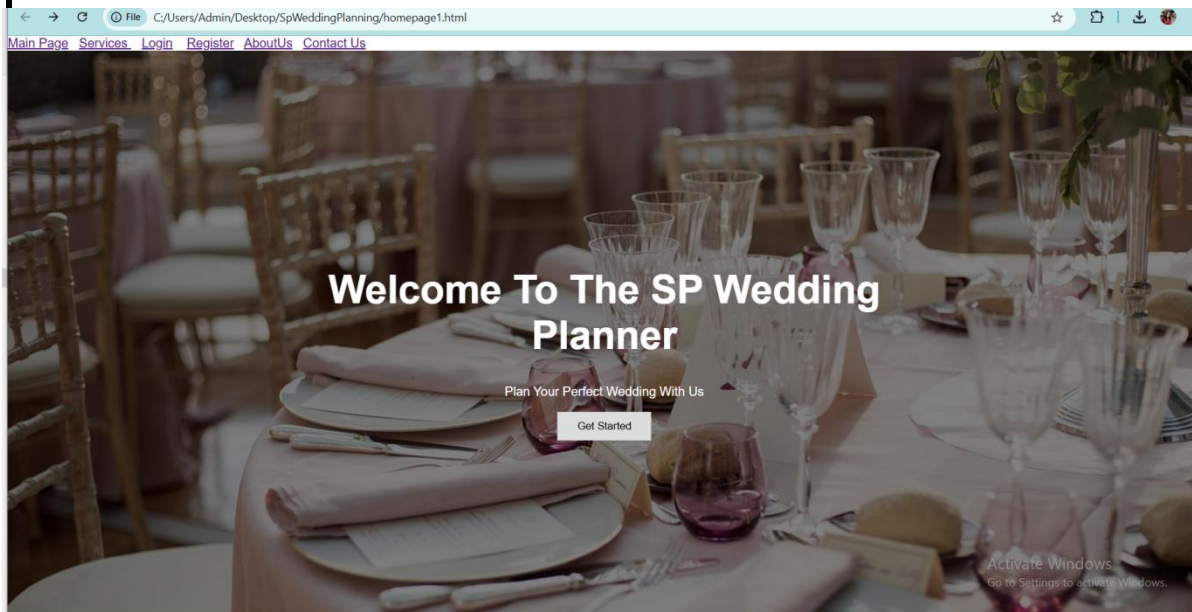 File C:/Users/Admin/Desktop/SpWeddingPlanning/homepage1.html
Main Page Services Login Register AboutUs Contact Us
Welcome To The SP Wedding
Planner
Plan Your Perfect Wedding With Us
Get Started
Activate Windows
Go to Settings to activate Windows.